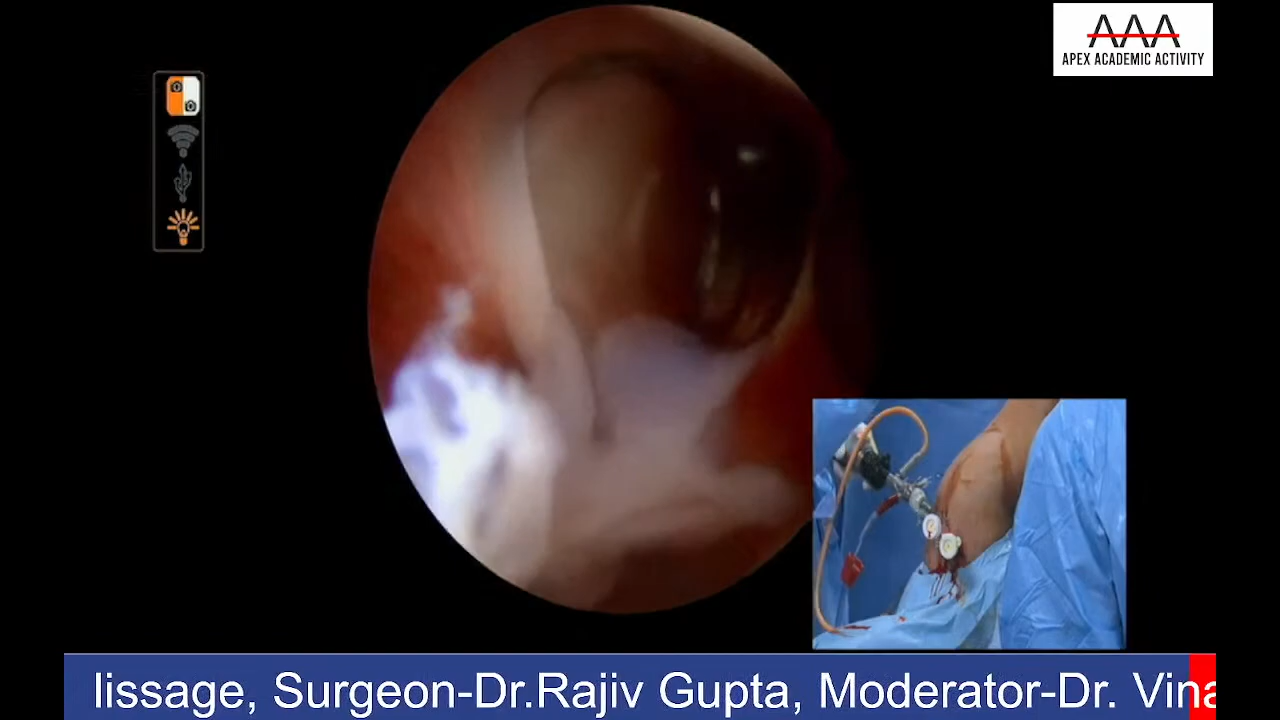 AAA
APEX ACADEMIC ACTIVITY
lissage, Surgeon-Dr.Rajiv Gupta, Moderator-Dr. Vina